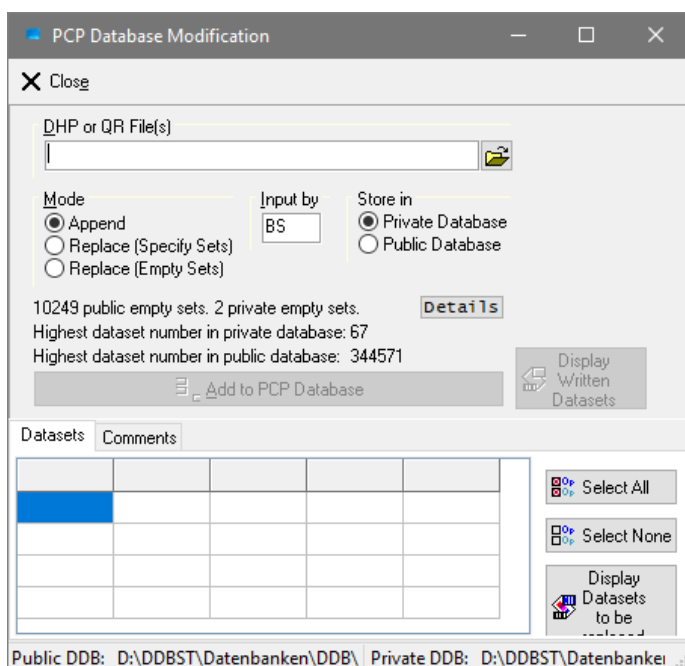 PCP Database Modification
Close
DHP or QR File(s)
Mode
Input by
Store in
Append
BS
Private Database
Replace (Specify Sets)
Public Database
Replace (Empty Sets)
10249 public empty sets. 2 private empty sets.
Details
Highest dataset number in private database: 67
Highest dataset number in public database: 344571
Add to PCP Database
Display
Written
Datasets
Datasets
Comments
Select All
Select None
Display
Datasets
to be
Public DDB: D:\DDBST\Datenbanken\DDB\
Private DDB: D:\DDBST\Datenbanker